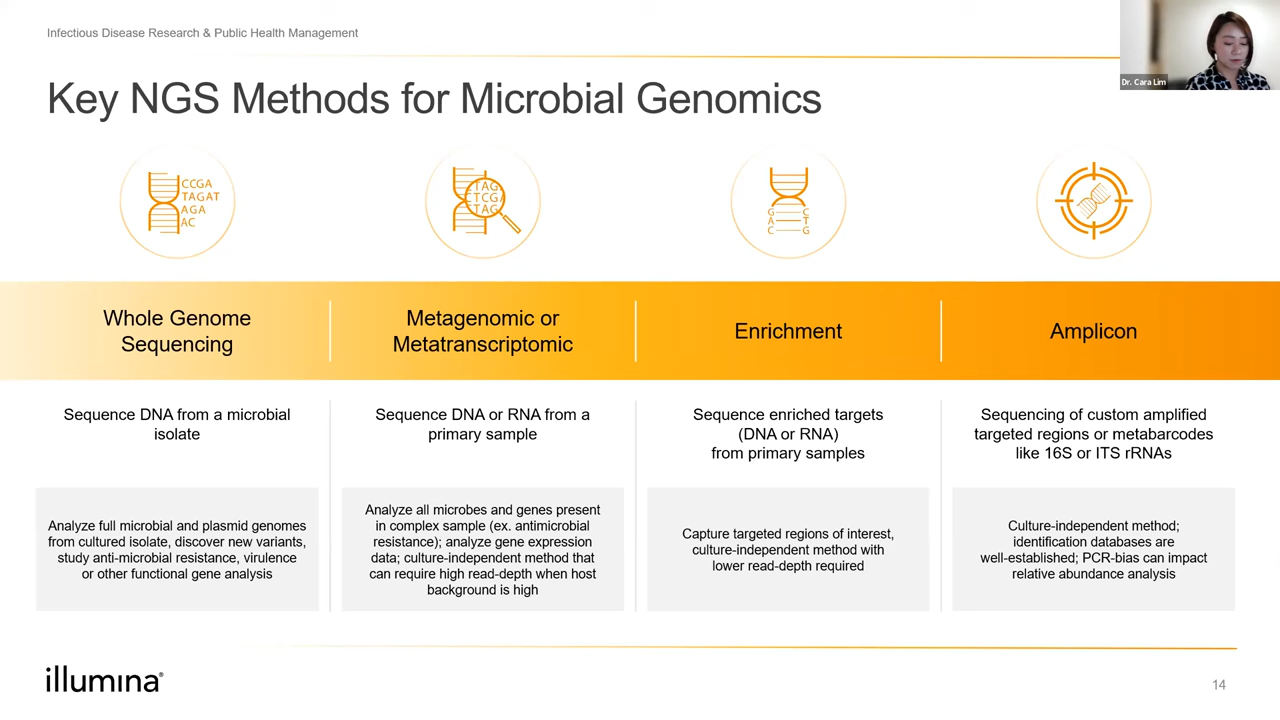 Infectious Disease Research & Public Health Management
Dr. Cara Lim
Key NGS Methods for Microbial Genomics
CCGA
TAGAT
AGA
AC
TAG
CTCGA
CTAG
G C
A T
C G
Whole Genome
Sequencing
Metagenomic or
Metatranscriptomic
Enrichment
Amplicon
Sequence DNA from a microbial
isolate
Sequence DNA or RNA from a
primary sample
Sequence enriched targets
(DNA or RNA)
from primary samples
Sequencing of custom amplified
targeted regions or metabarcodes
like 16S or ITS rRNAs
Analyze full microbial and plasmid genomes
from cultured isolate, discover new variants,
study anti-microbial resistance, virulence
or other functional gene analysis
Analyze all microbes and genes present
in complex sample (ex. antimicrobial
resistance); analyze gene expression
data; culture-independent method that
can require high read-depth when host
background is high
Capture targeted regions of interest,
culture-independent method with
lower read-depth required
Culture-independent method;
identification databases are
well-established; PCR-bias can impact
relative abundance analysis
illumina®
14